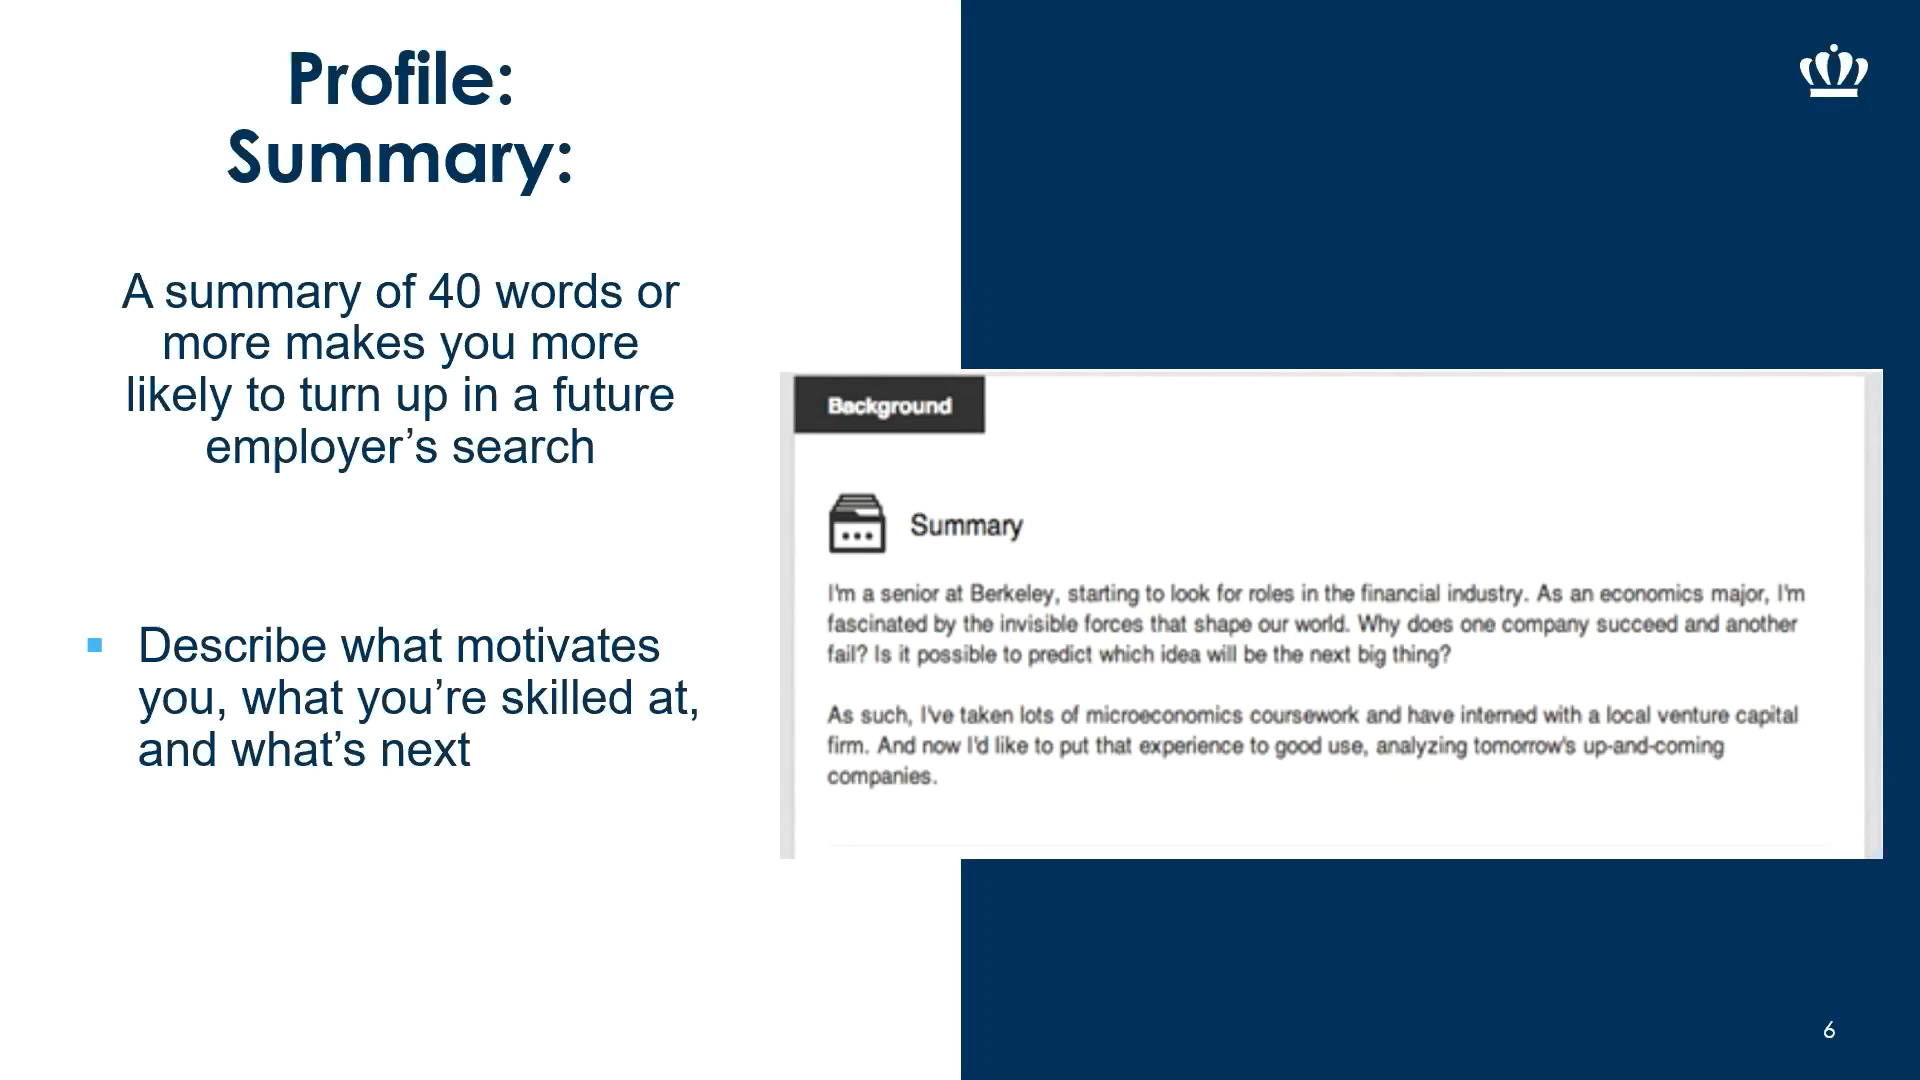 Profile:
Summary:
A summary of 40 words or
more makes you more
likely to turn up in a future
employer’s search
▪ Describe what motivates
you, what you’re skilled at,
and what’s next
Background
Summary
I'm a senior at Berkeley, starting to look for roles in the financial industry. As an economics major, I'm
fascinated by the invisible forces that shape our world. Why does one company succeed and another
fail? Is it possible to predict which idea will be the next big thing?
As such, I've taken lots of microeconomics coursework and have interned with a local venture capital
firm. And now I'd like to put that experience to good use, analyzing tomorrow's up-and-coming
companies.
6